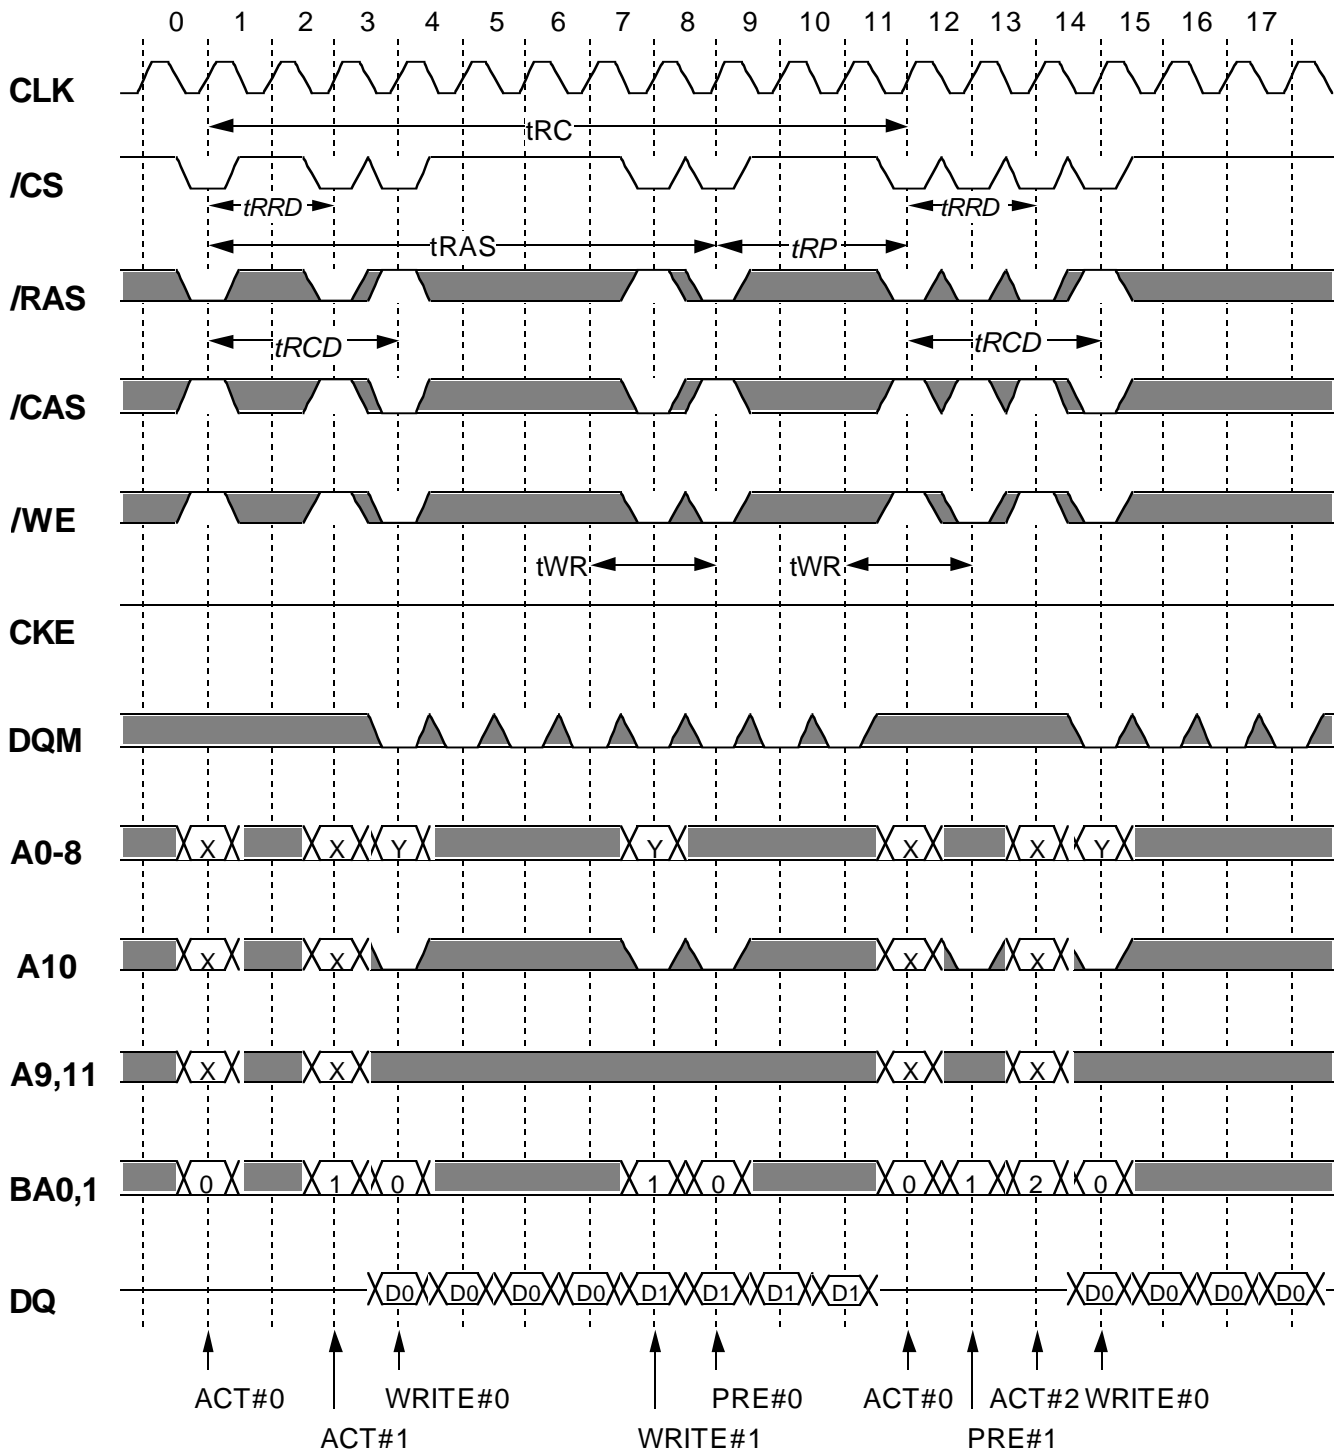 0 1 2 3 4 5 6 7 8 9 10 11 12 13 14 15 16 17
CLK
tRC
/CS
tRRD tRRD
tRAS tRP
/RAS
tRCD tRCD
/CAS
/WE
tWR tWR
CKE
DQM
A0-8 X X Y Y X X Y
A10 X X X X
A9,11 X X X X
BA0,1 0 1 0 1 0 0 1 2 0
DQ D0 D0 D0 D0 D1 D1 D1 D1 D0 D0 D0 D0
ACT#0 WRITE#0 PRE#0 ACT#0 ACT#2 WRITE#0
ACT#1 WRITE#1 PRE#1